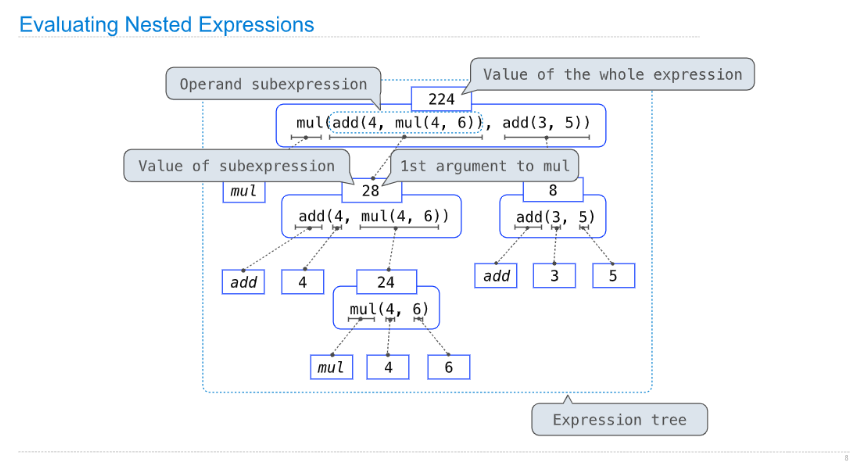 Evaluating Nested Expressions
Operand subexpression
Value of the whole expression
224
mul(add(4, mul(4, 6)), add(3, 5))
Value of subexpression
1st argument to mul
mul
28
8
add(4, mul(4, 6))
add(3, 5)
add
4
24
add
3
5
mul(4, 6)
mul
4
6
Expression tree
8